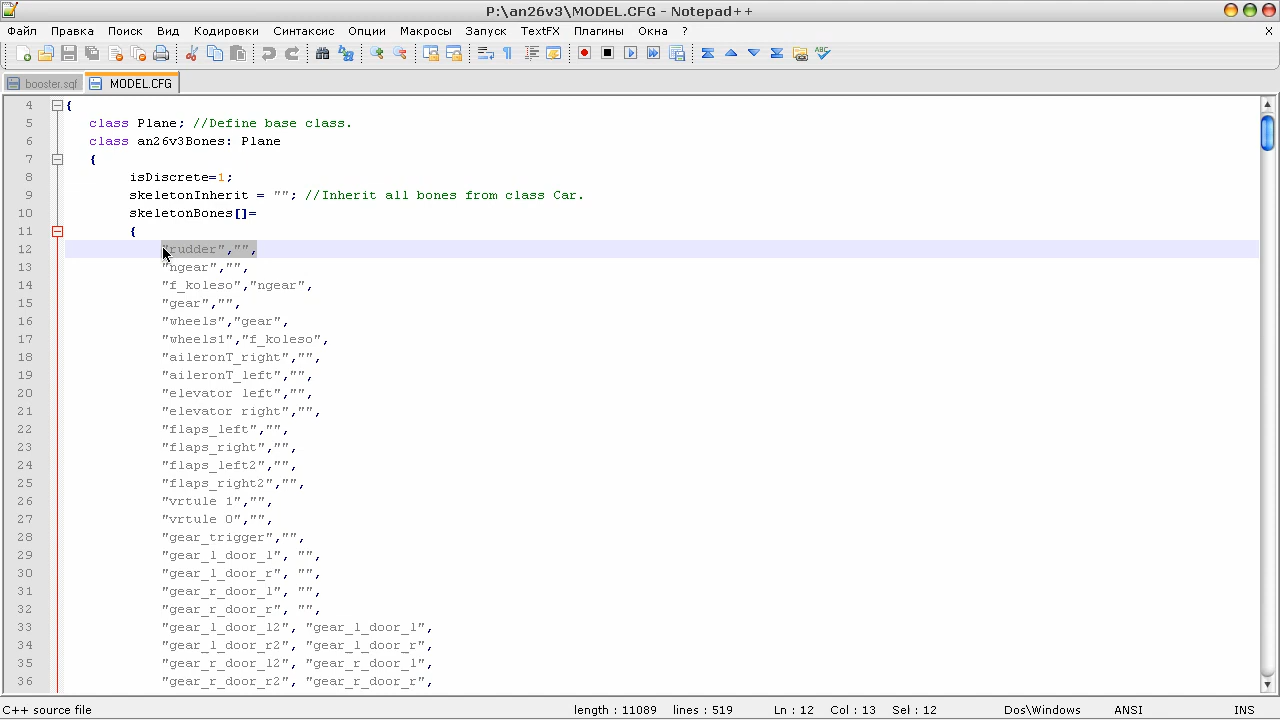 P:\an26v3\MODEL.CFG - Notepad++
Файл Правка Поиск Вид Кодировки Синтаксис Опции Макросы Запуск TextFX Плагины Окна ? X
booster.sqf MODEL.CFG
4 {
5 class Plane; //Define base class.
6 class an26v3Bones: Plane
7 {
8 isDiscrete=1;
9 skeletonInherit = ""; //Inherit all bones from class Car.
10 skeletonBones[]=
11 {
12 "rudder","",
13 "ngear","",
14 "f_koleso","ngear",
15 "gear","",
16 "wheels","gear",
17 "wheels1","f_koleso",
18 "aileronT_right","",
19 "aileronT_left","",
20 "elevator left","",
21 "elevator right","",
22 "flaps_left","",
23 "flaps_right","",
24 "flaps_left2","",
25 "flaps_right2","",
26 "vrtule 1","",
27 "vrtule 0","",
28 "gear_trigger","",
29 "gear_l_door_l", "",
30 "gear_l_door_r", "",
31 "gear_r_door_l", "",
32 "gear_r_door_r", "",
33 "gear_l_door_l2", "gear_l_door_l",
34 "gear_l_door_r2", "gear_l_door_r",
35 "gear_r_door_l2", "gear_r_door_l",
36 "gear_r_door_r2", "gear_r_door_r",
C++ source file length : 11089 lines : 519 Ln : 12 Col : 13 Sel : 12 Dos\Windows ANSI INS